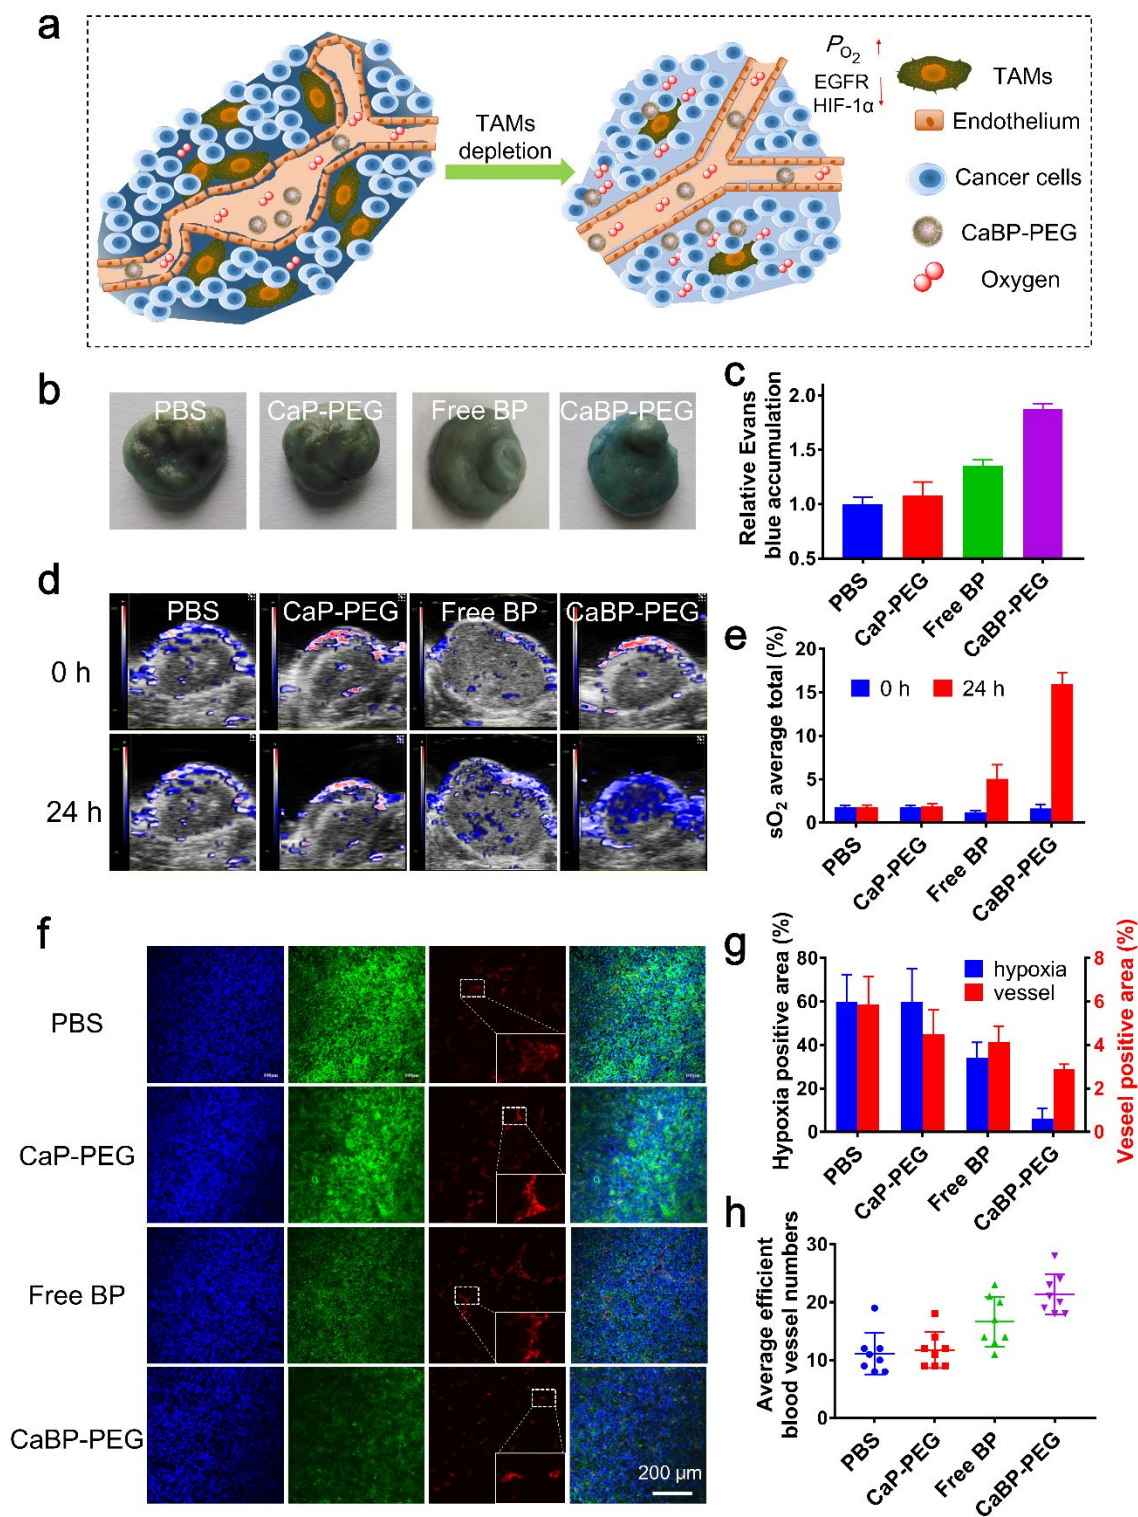 a
TAMs
depletion
PO2 ↑
EGFR
HIF-1α ↓
TAMs
Endothelium
Cancer cells
CaBP-PEG
Oxygen
b
PBS
CaP-PEG
Free BP
CaBP-PEG
c
Relative Evans
blue accumulation
2.0
1.5
1.0
0.5
PBS
CaP-PEG
Free BP
CaBP-PEG
d
PBS
CaP-PEG
Free BP
CaBP-PEG
0 h
24 h
e
sO2 average total (%)
20
15
10
5
0
0 h
24 h
PBS
CaP-PEG
Free BP
CaBP-PEG
f
PBS
CaP-PEG
Free BP
CaBP-PEG
200 µm
g
Hypoxia positive area (%)
80
60
40
20
0
hypoxia
vessel
8
6
4
2
0
Veseel positive area (%)
PBS
CaP-PEG
Free BP
CaBP-PEG
h
Average efficient
blood vessel numbers
30
20
10
0
PBS
CaP-PEG
Free BP
CaBP-PEG